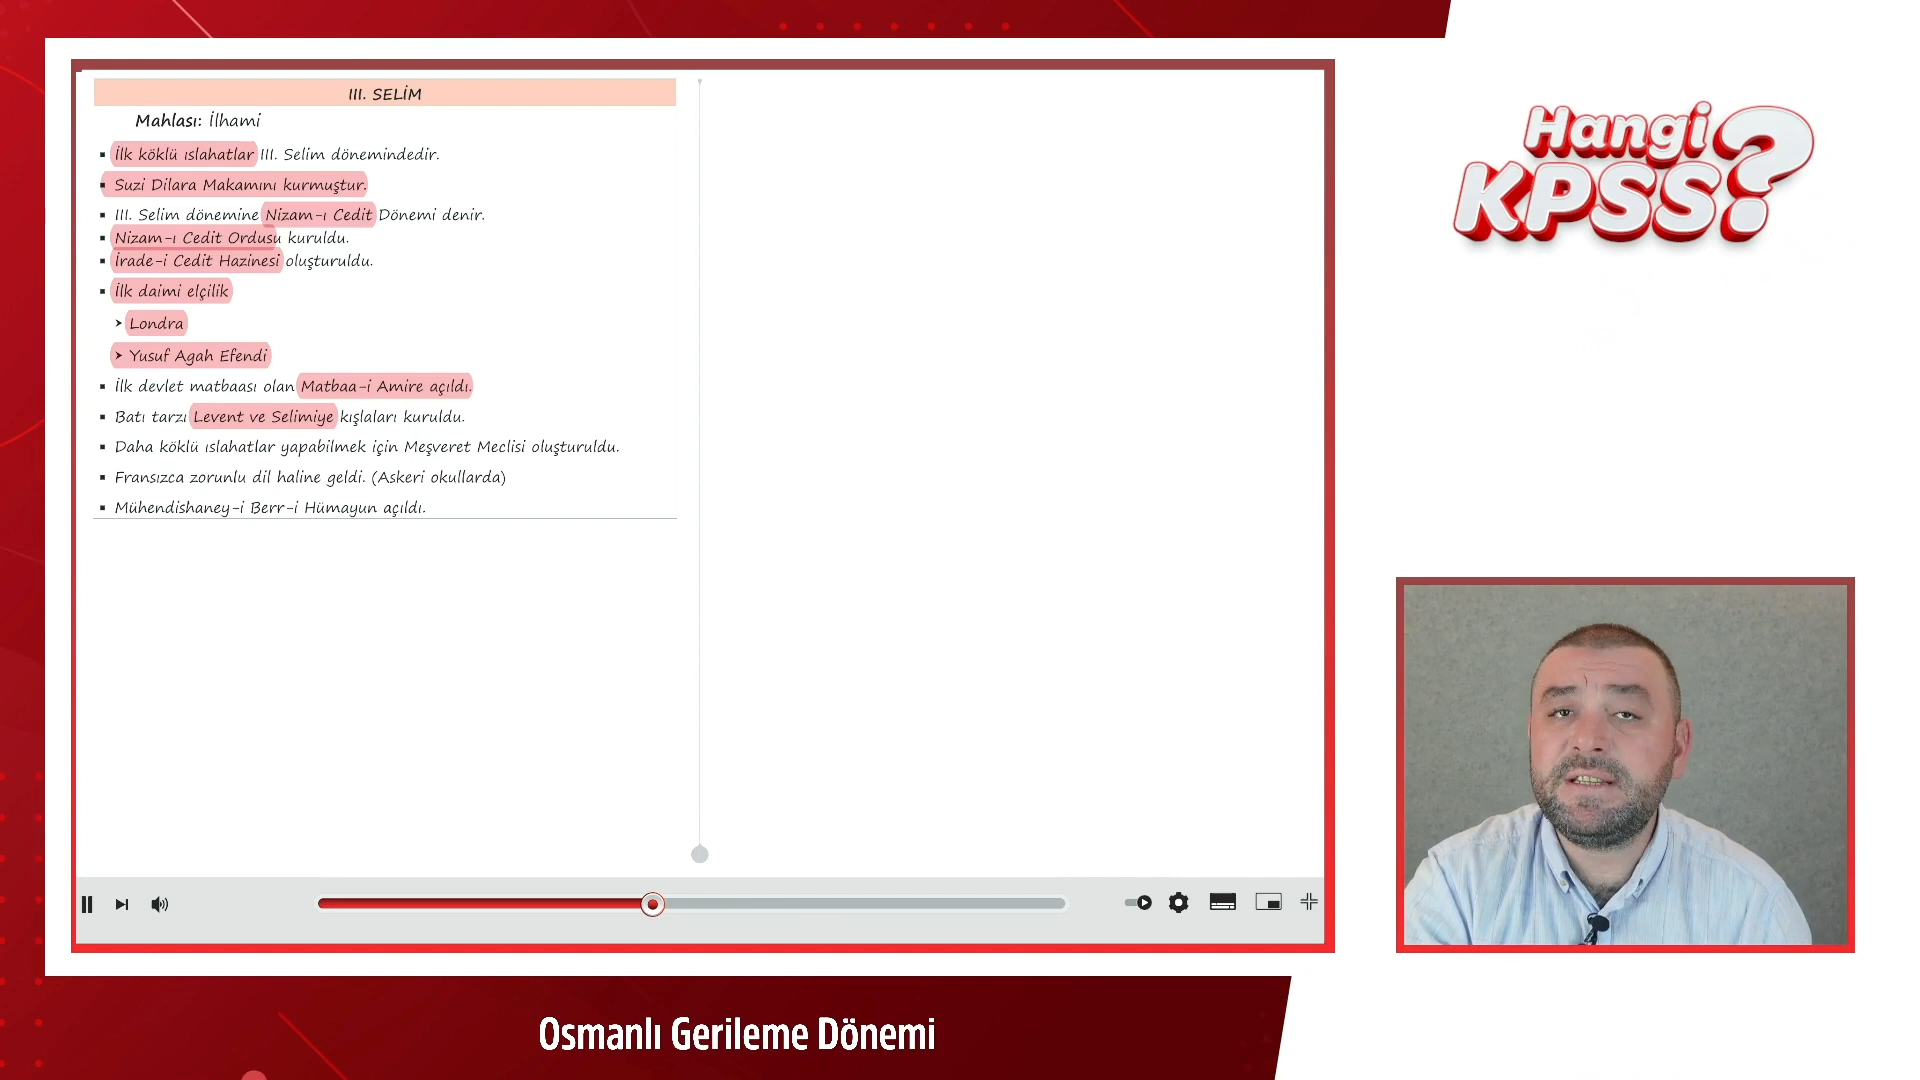 III. SELİM
Mahlası: İlhami
▪ İlk köklü ıslahatlar III. Selim dönemindedir.
▪ Suzi Dilara Makamını kurmuştur.
▪ III. Selim dönemine Nizam-ı Cedit Dönemi denir.
▪ Nizam-ı Cedit Ordusu kuruldu.
▪ İrade-i Cedit Hazinesi oluşturuldu.
▪ İlk daimi elçilik
➤ Londra
➤ Yusuf Agah Efendi
▪ İlk devlet matbaası olan Matbaa-i Amire açıldı.
▪ Batı tarzı Levent ve Selimiye kışlaları kuruldu.
▪ Daha köklü ıslahatlar yapabilmek için Meşveret Meclisi oluşturuldu.
▪ Fransızca zorunlu dil haline geldi. (Askeri okullarda)
▪ Mühendishaney-i Berr-i Hümayun açıldı.
Hangi
KPSS?
Osmanlı Gerileme Dönemi